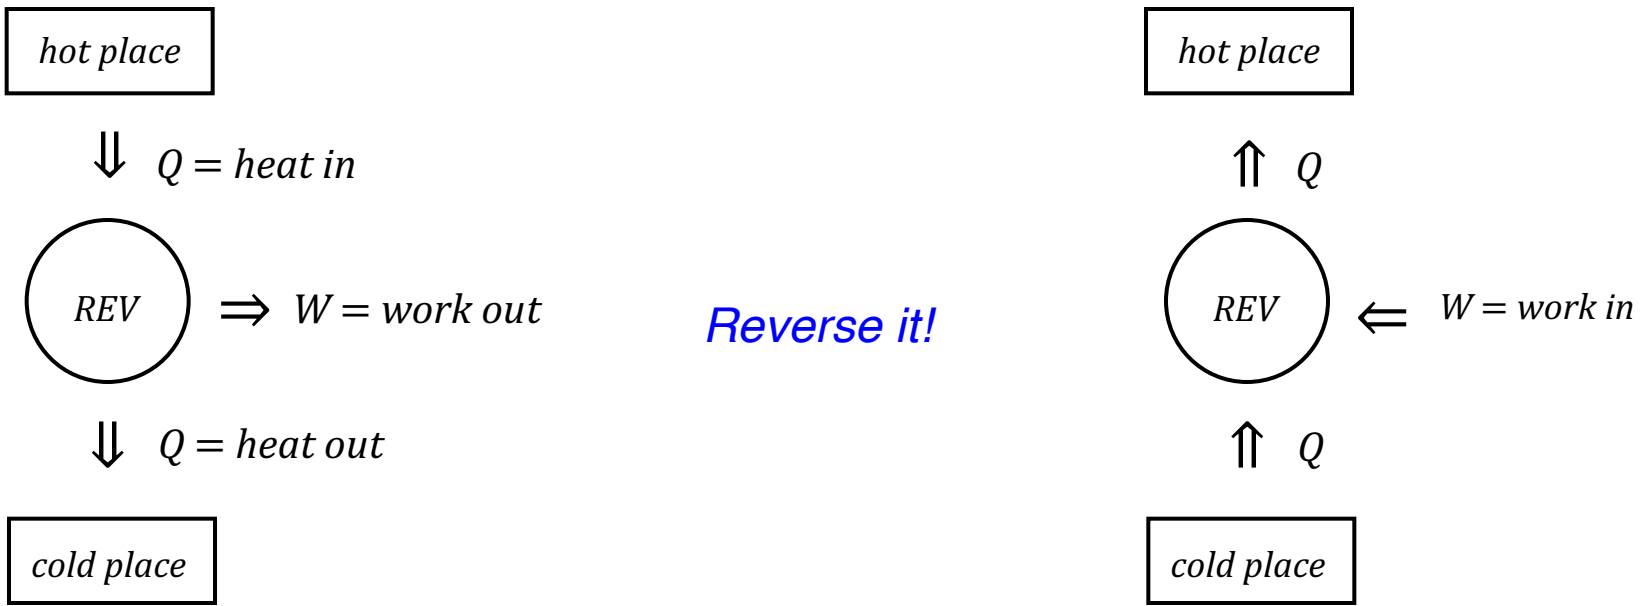 hot place
Q = heat in
REV
⇒ W = work out
Q = heat out
cold place
Reverse it!
hot place
Q
REV
⇐ W = work in
Q
cold place